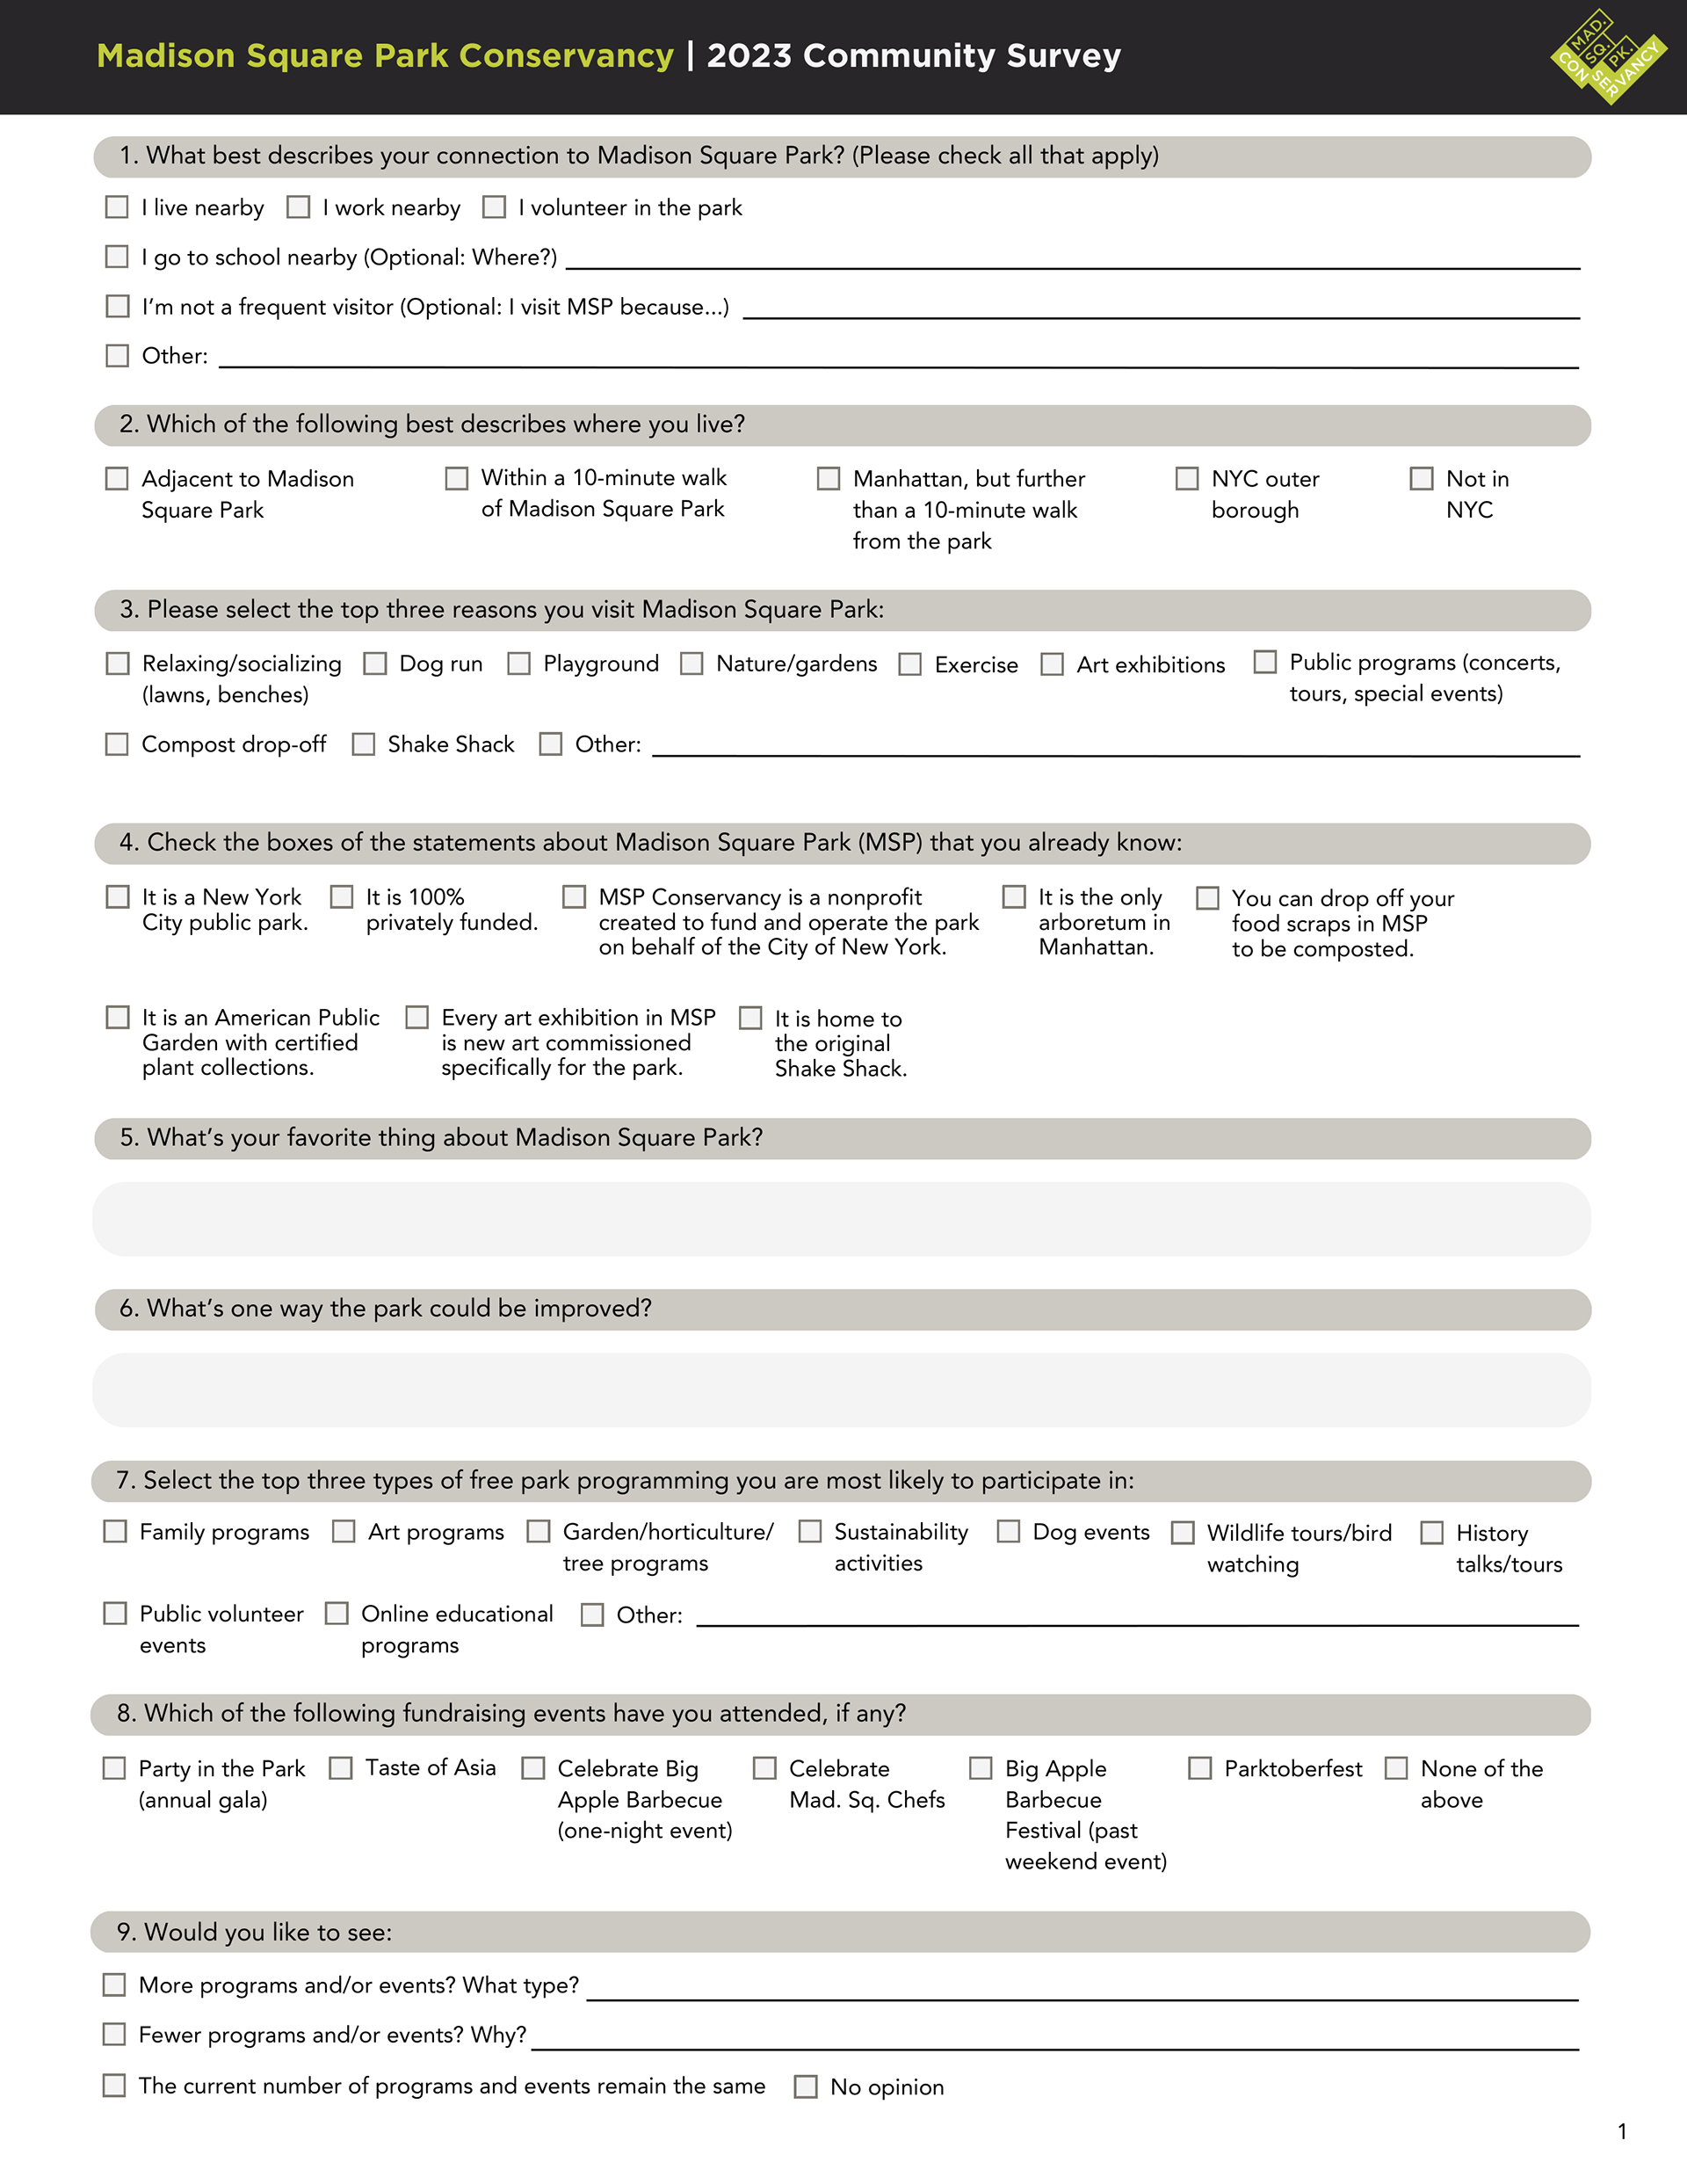 Madison Square Park Conservancy | 2023 Community Survey
MAD.
SQ. PK.
CONSERVANCY
1. What best describes your connection to Madison Square Park? (Please check all that apply)
I live nearby I work nearby I volunteer in the park
I go to school nearby (Optional: Where?)
I'm not a frequent visitor (Optional: I visit MSP because...)
Other:
2. Which of the following best describes where you live?
Adjacent to Madison
Square Park
Within a 10-minute walk
of Madison Square Park
Manhattan, but further
than a 10-minute walk
from the park
NYC outer
borough
Not in
NYC
3. Please select the top three reasons you visit Madison Square Park:
Relaxing/socializing
(lawns, benches)
Dog run
Playground
Nature/gardens
Exercise
Art exhibitions
Public programs (concerts,
tours, special events)
Compost drop-off Shake Shack Other:
4. Check the boxes of the statements about Madison Square Park (MSP) that you already know:
It is a New York
City public park.
It is 100%
privately funded.
MSP Conservancy is a nonprofit
created to fund and operate the park
on behalf of the City of New York.
It is the only
arboretum in
Manhattan.
You can drop off your
food scraps in MSP
to be composted.
It is an American Public
Garden with certified
plant collections.
Every art exhibition in MSP
is new art commissioned
specifically for the park.
It is home to
the original
Shake Shack.
5. What's your favorite thing about Madison Square Park?
6. What's one way the park could be improved?
7. Select the top three types of free park programming you are most likely to participate in:
Family programs
Art programs
Garden/horticulture/
tree programs
Sustainability
activities
Dog events
Wildlife tours/bird
watching
History
talks/tours
Public volunteer
events
Online educational
programs
Other:
8. Which of the following fundraising events have you attended, if any?
Party in the Park
(annual gala)
Taste of Asia
Celebrate Big
Apple Barbecue
(one-night event)
Celebrate
Mad. Sq. Chefs
Big Apple
Barbecue
Festival (past
weekend event)
Parktoberfest
None of the
above
9. Would you like to see:
More programs and/or events? What type?
Fewer programs and/or events? Why?
The current number of programs and events remain the same No opinion
1